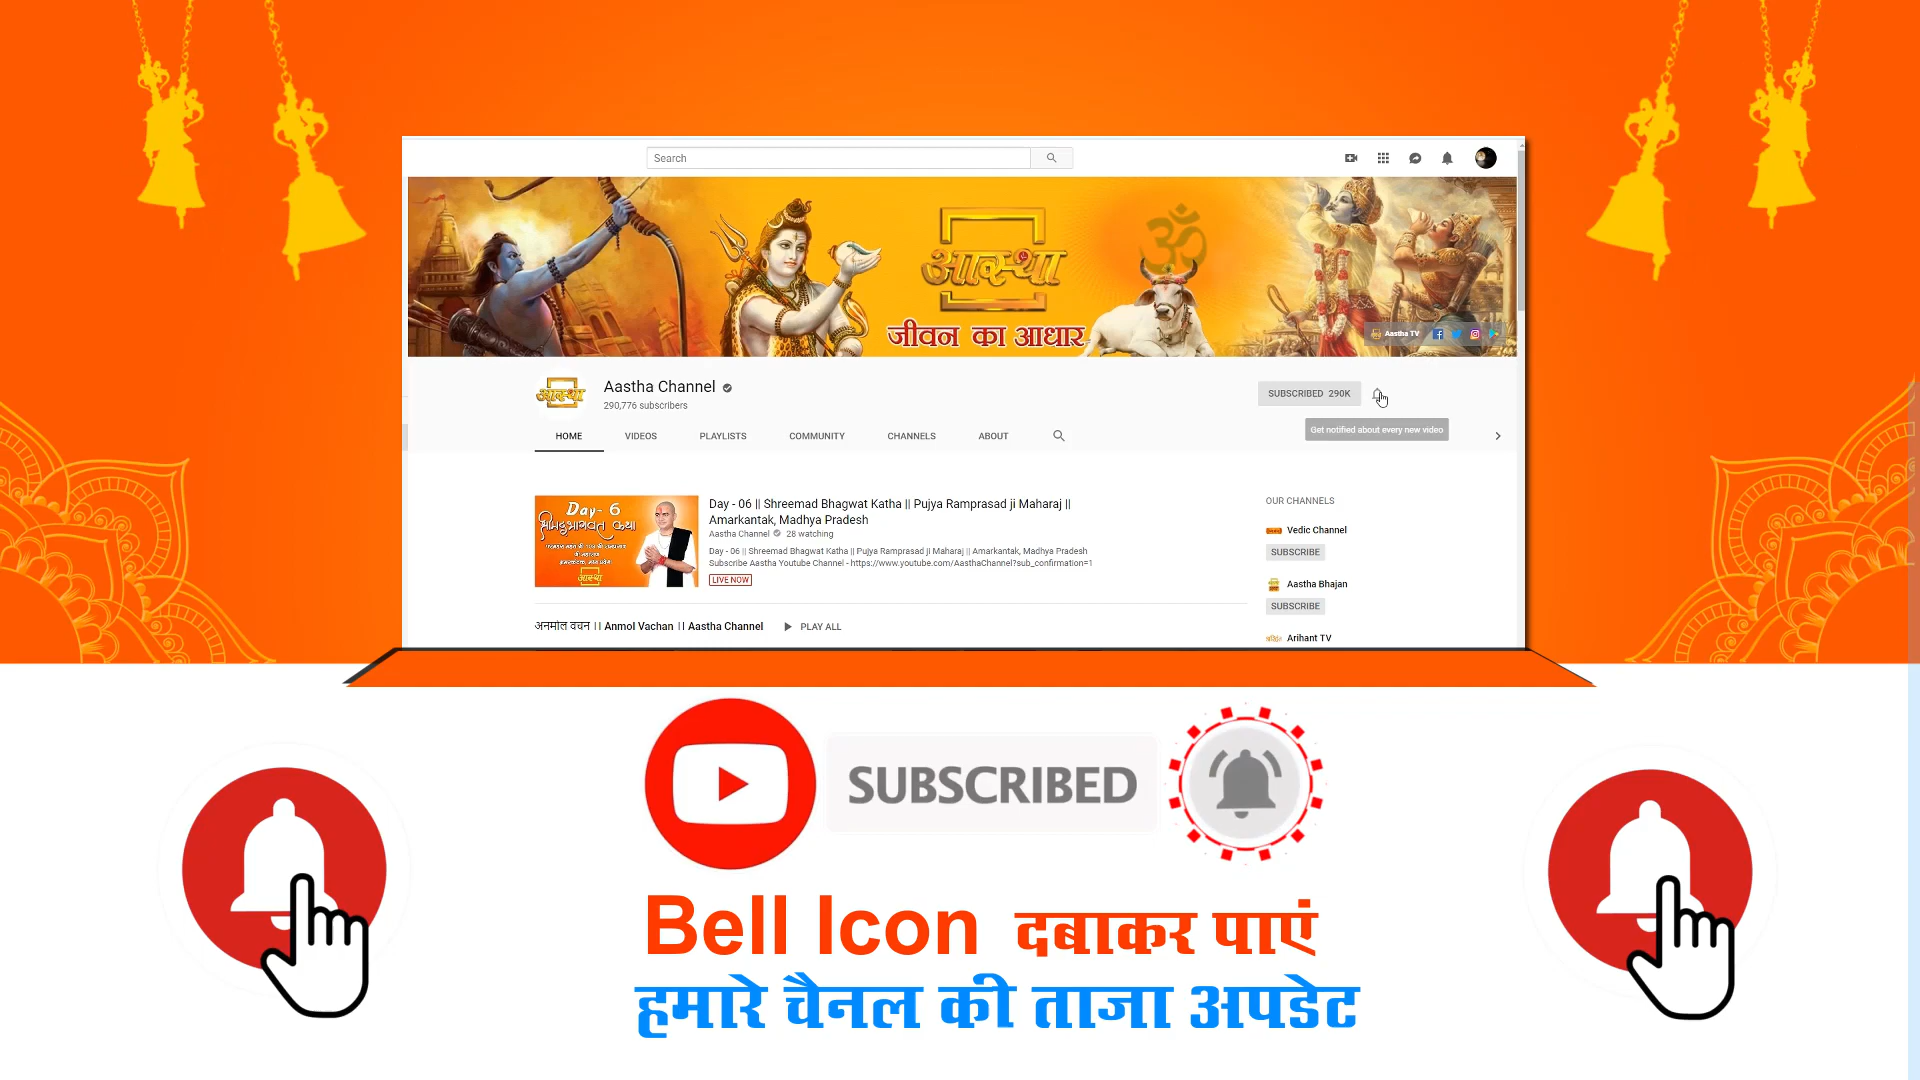 Search
आस्था
जीवन का आधार
Aastha TV
आस्था
Aastha Channel
290,776 subscribers
SUBSCRIBED 290K
Get notified about every new video
HOME VIDEOS PLAYLISTS COMMUNITY CHANNELS ABOUT
Day- 6
श्रीमद्भागवत कथा
आस्था
Day - 06 || Shreemad Bhagwat Katha || Pujya Ramprasad ji Maharaj ||
Amarkantak, Madhya Pradesh
Aastha Channel 28 watching
Day - 06 || Shreemad Bhagwat Katha || Pujya Ramprasad ji Maharaj || Amarkantak, Madhya Pradesh
Subscribe Aastha Youtube Channel - https://www.youtube.com/AasthaChannel?sub_confirmation=1
LIVE NOW
अनमोल वचन || Anmol Vachan || Aastha Channel PLAY ALL
OUR CHANNELS
Vedic Channel
SUBSCRIBE
Aastha Bhajan
SUBSCRIBE
Arihant TV
SUBSCRIBED
Bell Icon दबाकर पाएं
हमारे चैनल की ताजा अपडेट